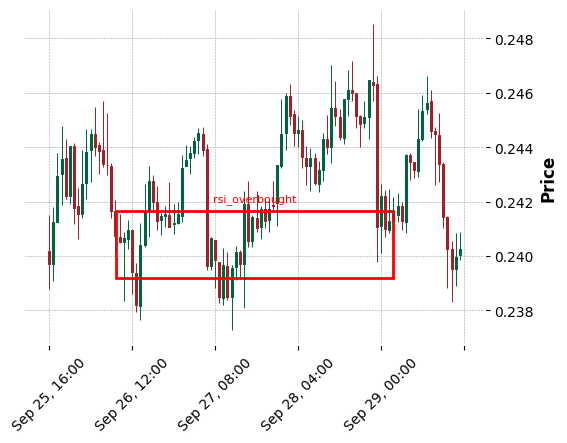 0.248
0.246
0.244
0.242
0.240
0.238
Price
rsi_overbought
Sep 25, 16:00
Sep 26, 12:00
Sep 27, 08:00
Sep 28, 04:00
Sep 29, 00:00